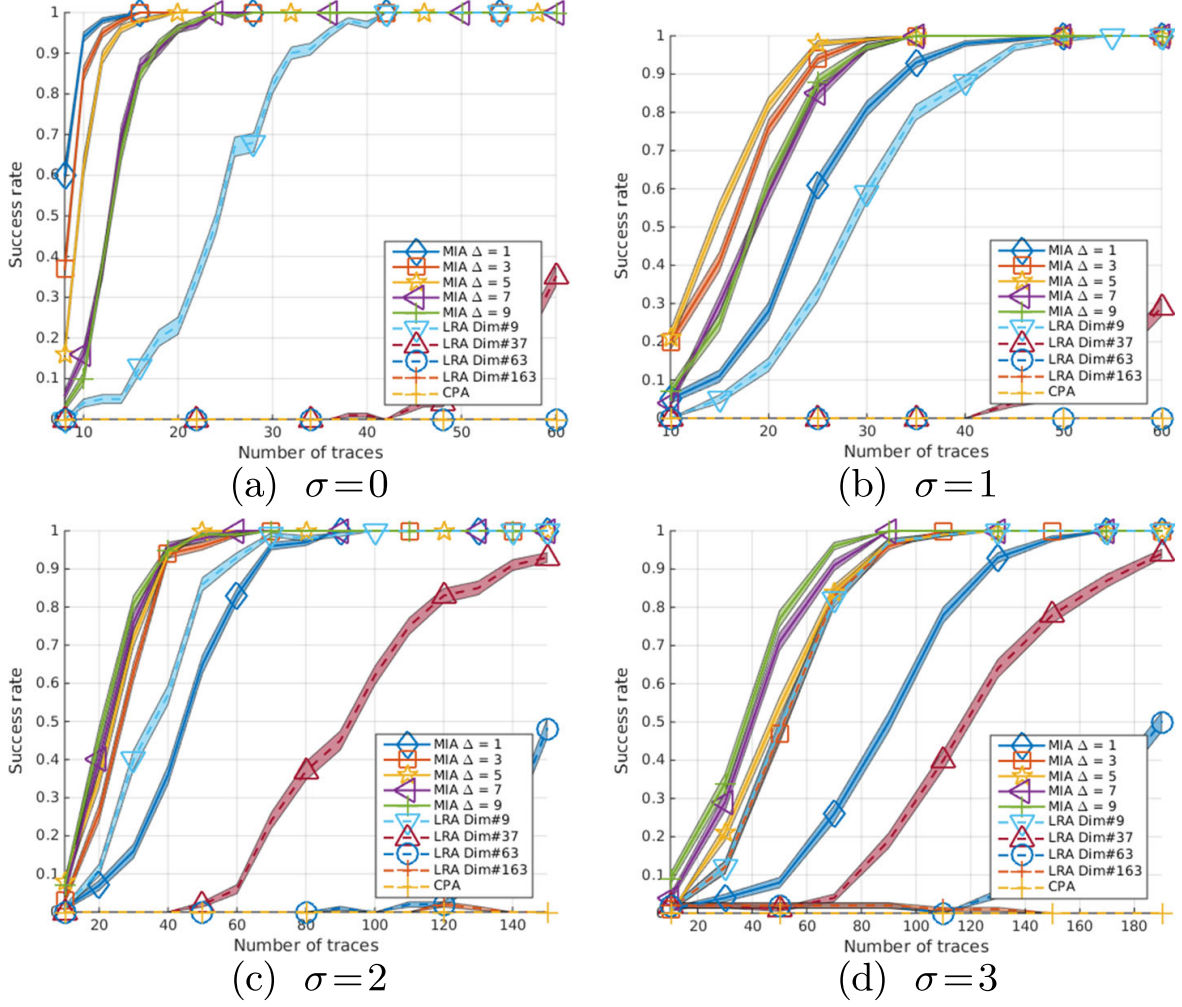 1
0.9
0.8
0.7
0.6
0.5
0.4
0.3
0.2
0.1
0
Success rate
MIA Δ = 1
MIA Δ = 3
MIA Δ = 5
MIA Δ = 7
MIA Δ = 9
LRA Dim#9
LRA Dim#37
LRA Dim#63
LRA Dim#163
CPA
10 20 30 40 50 60
Number of traces
(a) σ=0
1
0.9
0.8
0.7
0.6
0.5
0.4
0.3
0.2
0.1
0
Success rate
MIA Δ = 1
MIA Δ = 3
MIA Δ = 5
MIA Δ = 7
MIA Δ = 9
LRA Dim#9
LRA Dim#37
LRA Dim#63
LRA Dim#163
CPA
10 20 30 40 50 60
Number of traces
(b) σ=1
1
0.9
0.8
0.7
0.6
0.5
0.4
0.3
0.2
0.1
0
Success rate
MIA Δ = 1
MIA Δ = 3
MIA Δ = 5
MIA Δ = 7
MIA Δ = 9
LRA Dim#9
LRA Dim#37
LRA Dim#63
LRA Dim#163
CPA
20 40 60 80 100 120 140
Number of traces
(c) σ=2
1
0.9
0.8
0.7
0.6
0.5
0.4
0.3
0.2
0.1
0
Success rate
MIA Δ = 1
MIA Δ = 3
MIA Δ = 5
MIA Δ = 7
MIA Δ = 9
LRA Dim#9
LRA Dim#37
LRA Dim#63
LRA Dim#163
CPA
20 40 60 80 100 120 140 160 180
Number of traces
(d) σ=3